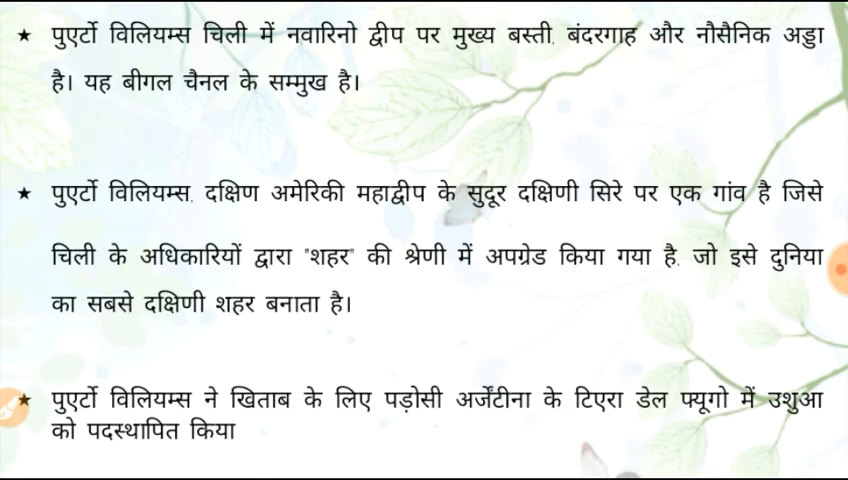 ★ पुएर्टो विलियम्स चिली में नवारिनो द्वीप पर मुख्य बस्ती, बंदरगाह और नौसैनिक अड्डा
है। यह बीगल चैनल के सम्मुख है।
★ पुएर्टो विलियम्स, दक्षिण अमेरिकी महाद्वीप के सुदूर दक्षिणी सिरे पर एक गांव है जिसे
चिली के अधिकारियों द्वारा "शहर" की श्रेणी में अपग्रेड किया गया है, जो इसे दुनिया
का सबसे दक्षिणी शहर बनाता है।
★ पुएर्टो विलियम्स ने खिताब के लिए पड़ोसी अर्जेंटीना के टिएरा डेल फ्यूगो में उशुआ
को पदस्थापित किया